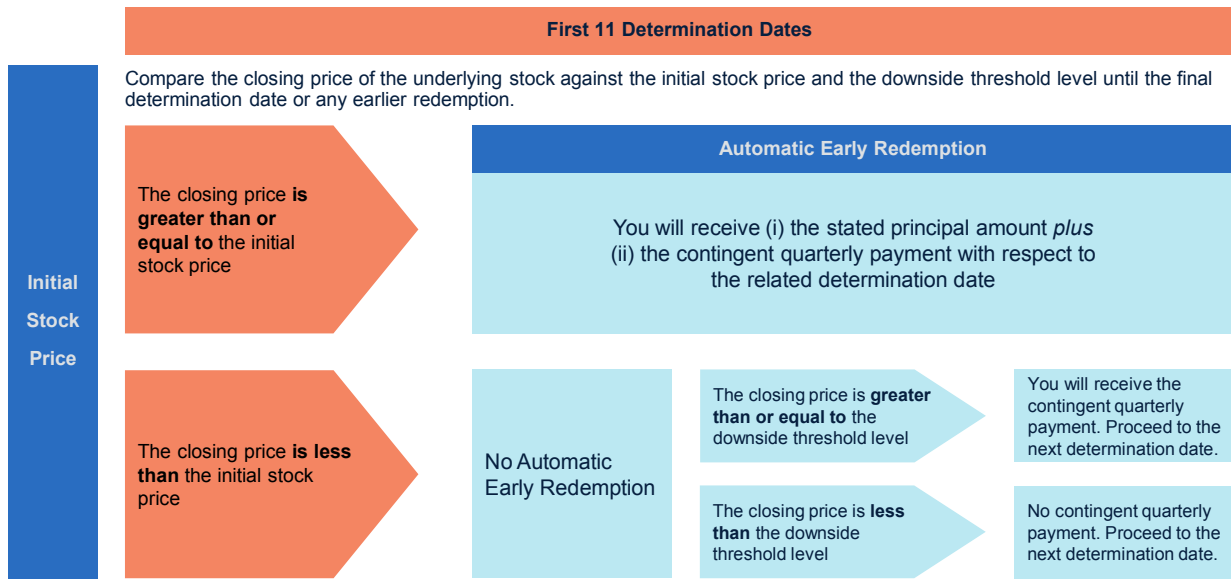 First 11 Determination Dates
Compare the closing price of the underlying stock against the initial stock price and the downside threshold level until the final
determination date or any earlier redemption.
Initial
Stock
Price
The closing price is
greater than or
equal to the initial
stock price
Automatic Early Redemption
You will receive (i) the stated principal amount plus
(ii) the contingent quarterly payment with respect to
the related determination date
The closing price is less
than the initial stock
price
No Automatic
Early Redemption
The closing price is greater
than or equal to the
downside threshold level
You will receive the
contingent quarterly
payment. Proceed to the
next determination date.
The closing price is less
than the downside
threshold level
No contingent quarterly
payment. Proceed to the
next determination date.